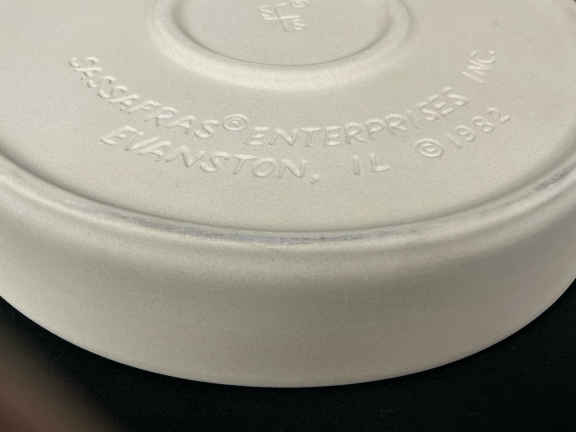 SASSAFRAS © ENTERPRISES INC.
EVANSTON, IL © 1982